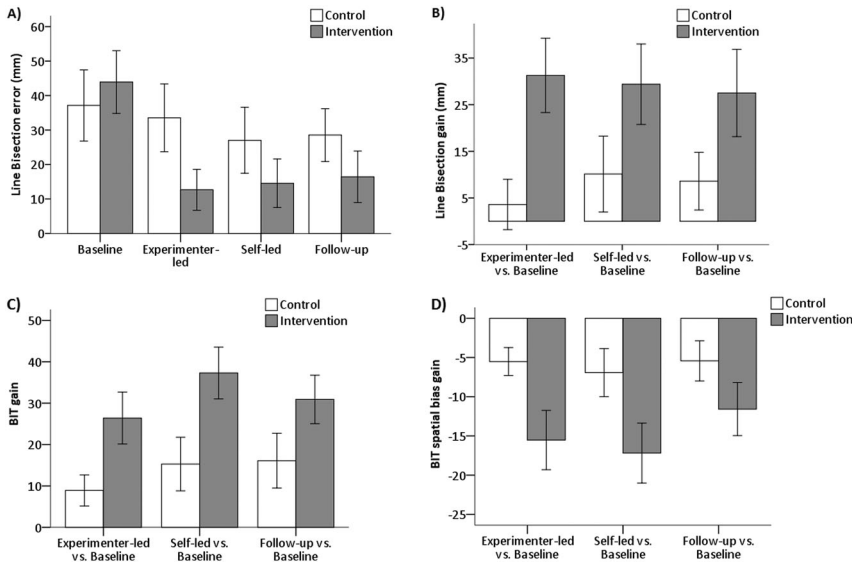 A)
Control
Intervention
Line Bisection error (mm)
60
50
40
30
20
10
0
Baseline
Experimenter-
led
Self-led
Follow-up
B)
Control
Intervention
Line Bisection gain (mm)
35
25
15
5
-5
Experimenter-led
vs. Baseline
Self-led vs.
Baseline
Follow-up vs.
Baseline
C)
Control
Intervention
BIT gain
50
40
30
20
10
0
Experimenter-led
vs. Baseline
Self-led vs.
Baseline
Follow-up vs.
Baseline
D)
Control
Intervention
BIT spatial bias gain
0
-5
-10
-15
-20
-25
Experimenter-led
vs. Baseline
Self-led vs.
Baseline
Follow-up vs.
Baseline